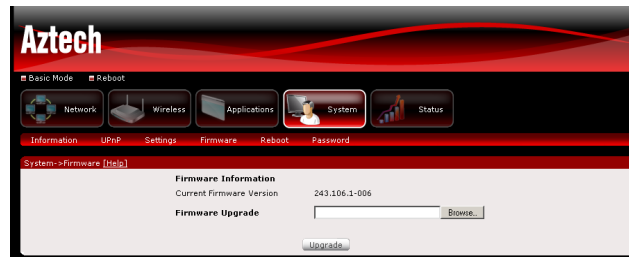 Aztech
Basic Mode Reboot
Network Wireless Applications System Status
Information UPnP Settings Firmware Reboot Password
System->Firmware [Help]
Firmware Information
Current Firmware Version 243.106.1-006
Firmware Upgrade Browse...
Upgrade